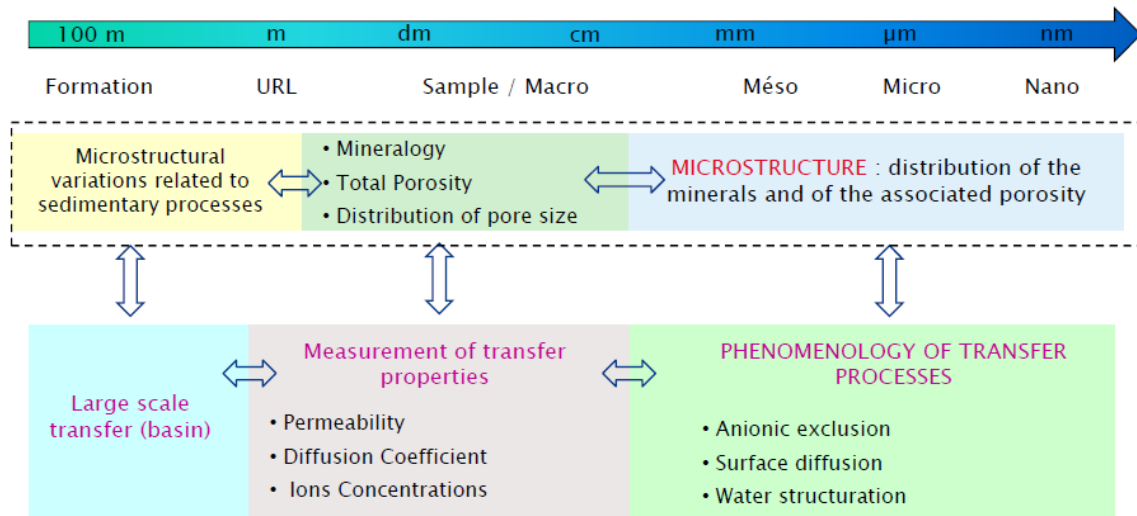 100 m m dm cm mm µm nm
Formation URL Sample / Macro Méso Micro Nano
Microstructural
variations related to
sedimentary processes
• Mineralogy
• Total Porosity
• Distribution of pore size
MICROSTRUCTURE : distribution of the
minerals and of the associated porosity
Large scale
transfer (basin)
Measurement of transfer
properties
• Permeability
• Diffusion Coefficient
• Ions Concentrations
PHENOMENOLOGY OF TRANSFER
PROCESSES
• Anionic exclusion
• Surface diffusion
• Water structuration